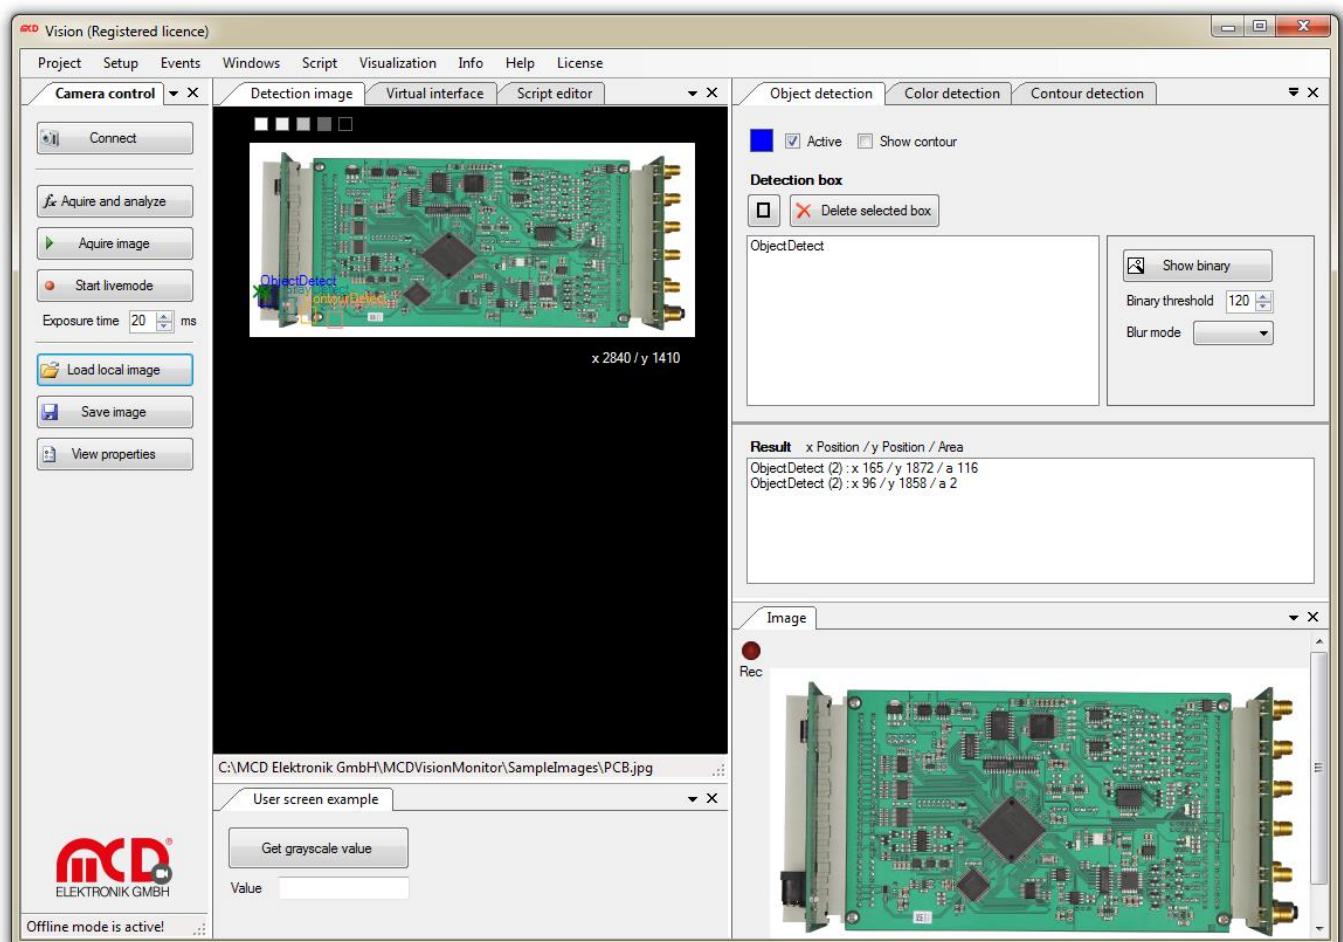 MCD Vision (Registered licence)
Project Setup Events Windows Script Visualization Info Help License
Camera control
Connect
fx Aquire and analyze
Aquire image
Start livemode
Exposure time 20 ms
Load local image
Save image
View properties
MCD
ELEKTRONIK GMBH
Offline mode is active!
Detection image Virtual interface Script editor
ObjectDetect
GrayDetect
ContourDetect
x 2840 / y 1410
C:\MCD Elektronik GmbH\MCDVisionMonitor\SampleImages\PCB.jpg
User screen example
Get grayscale value
Value
Object detection Color detection Contour detection
Active Show contour
Detection box
Delete selected box
ObjectDetect
Show binary
Binary threshold 120
Blur mode
Result x Position / y Position / Area
ObjectDetect (2) : x 165 / y 1872 / a 116
ObjectDetect (2) : x 96 / y 1858 / a 2
Image
Rec